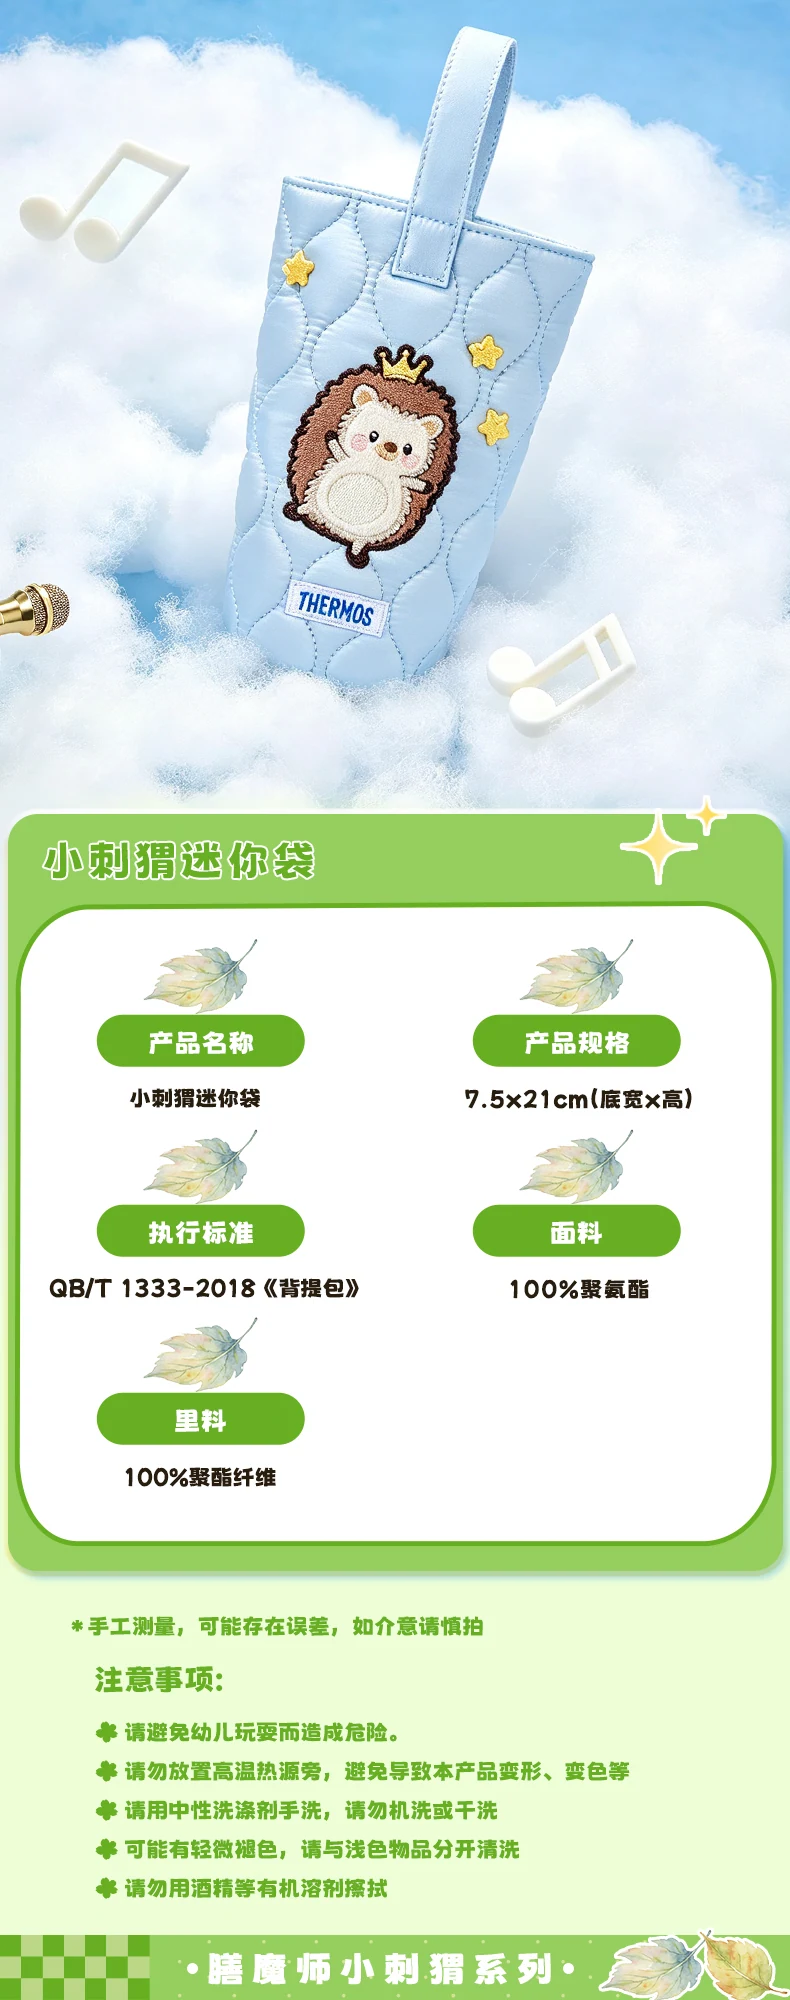 THERMOS
小刺猬迷你袋
产品名称
产品规格
小刺猬迷你袋
7.5x21cm(底宽x高)
执行标准
面料
QB/T 1333-2018《背提包》
100%聚氨酯
里料
100%聚酯纤维
*手工测量，可能存在误差，如介意请慎拍
注意事项:
请避免幼儿玩耍而造成危险。
请勿放置高温热源旁，避免导致本产品变形、变色等
请用中性洗涤剂手洗，请勿机洗或干洗
可能有轻微褪色，请与浅色物品分开清洗
请勿用酒精等有机溶剂擦拭
•膳魔师小刺猬系列•